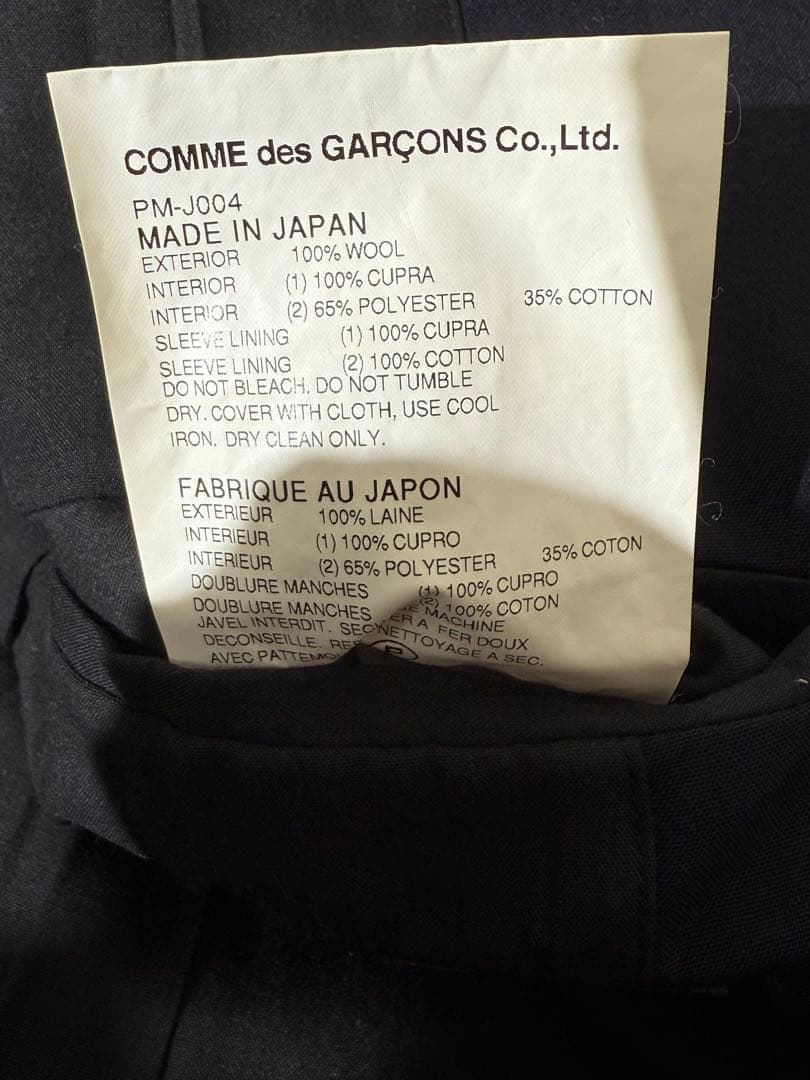 COMME des GARÇONS Co.,Ltd.
PM-J004
MADE IN JAPAN
EXTERIOR 100% WOOL
INTERIOR (1) 100% CUPRA
INTERIOR (2) 65% POLYESTER 35% COTTON
SLEEVE LINING (1) 100% CUPRA
SLEEVE LINING (2) 100% COTTON
DO NOT BLEACH. DO NOT TUMBLE
DRY. COVER WITH CLOTH, USE COOL
IRON. DRY CLEAN ONLY.
FABRIQUE AU JAPON
EXTERIEUR 100% LAINE
INTERIEUR (1) 100% CUPRO
INTERIEUR (2) 65% POLYESTER 35% COTON
DOUBLURE MANCHES (1) 100% CUPRO
DOUBLURE MANCHES (2) 100% COTON
JAVEL INTERDIT. MACHINE
DECONSEILLE. A FER DOUX
AVEC NETTOYAGE A SEC.
P